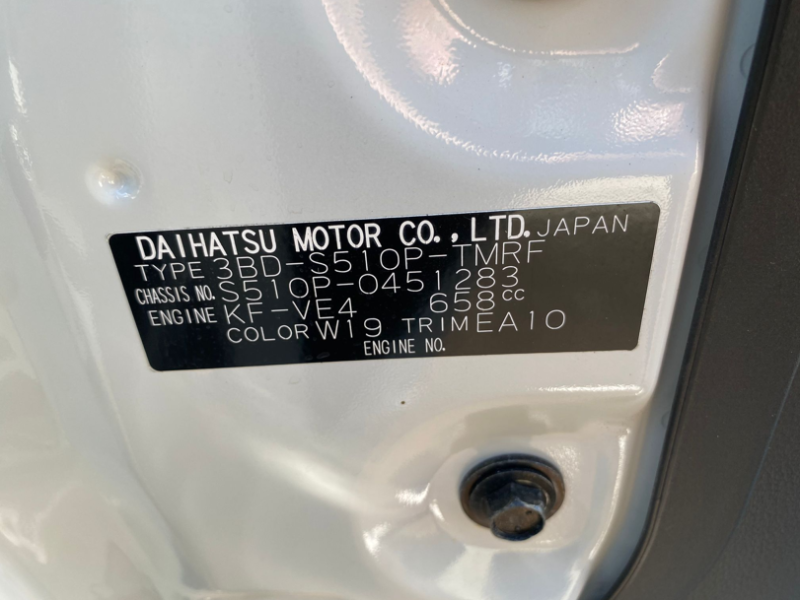 DAIHATSU MOTOR CO., LTD. JAPAN
TYPE 3BD-S510P-TMRF
CHASSIS NO. S510P-0451283
ENGINE KF-VE4 658cc
COLOR W19 TRIM EA10
ENGINE NO.